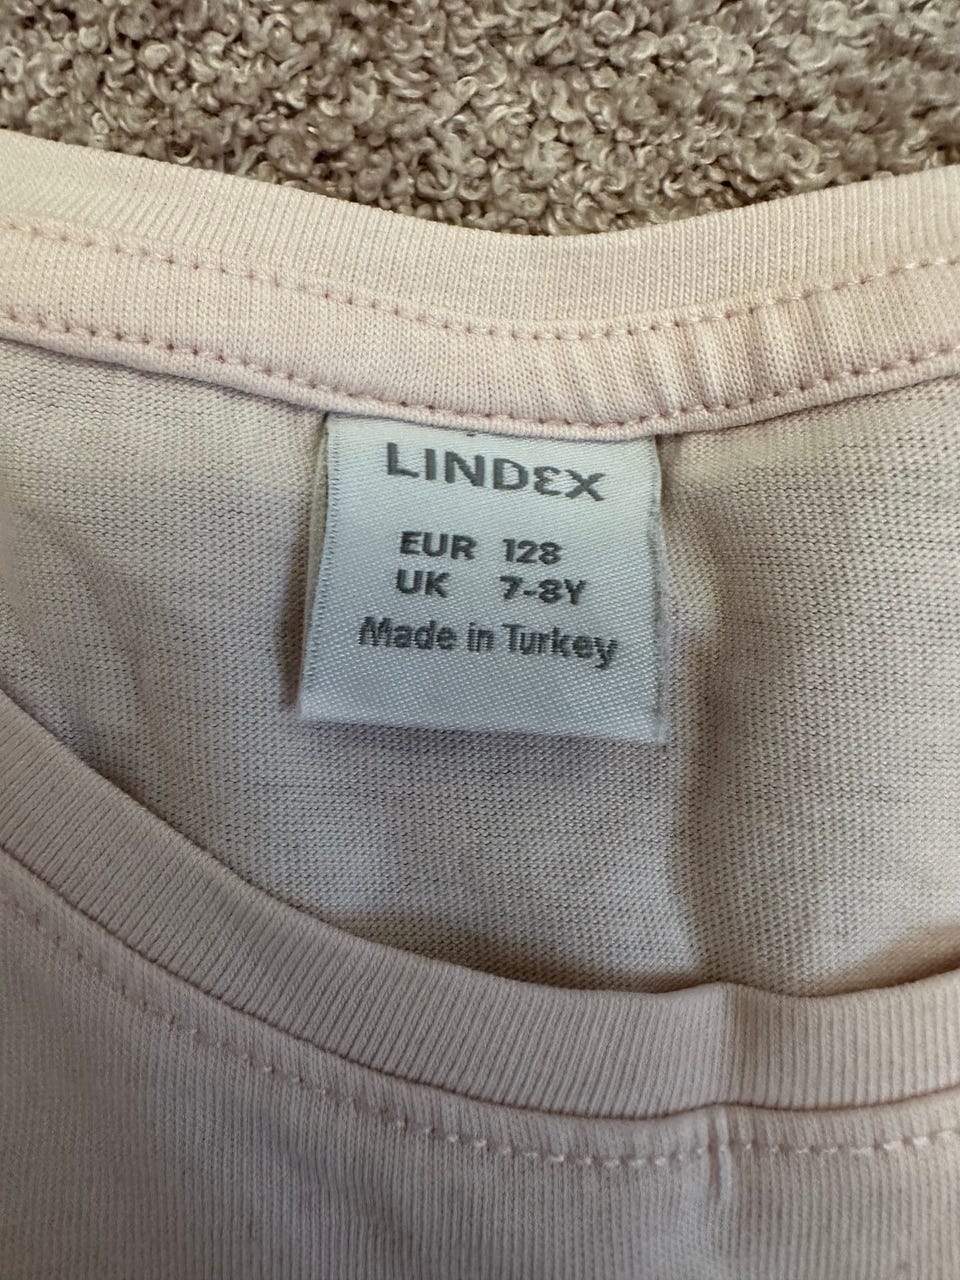 LINDEX
EUR 128
UK 7-8Y
Made in Turkey